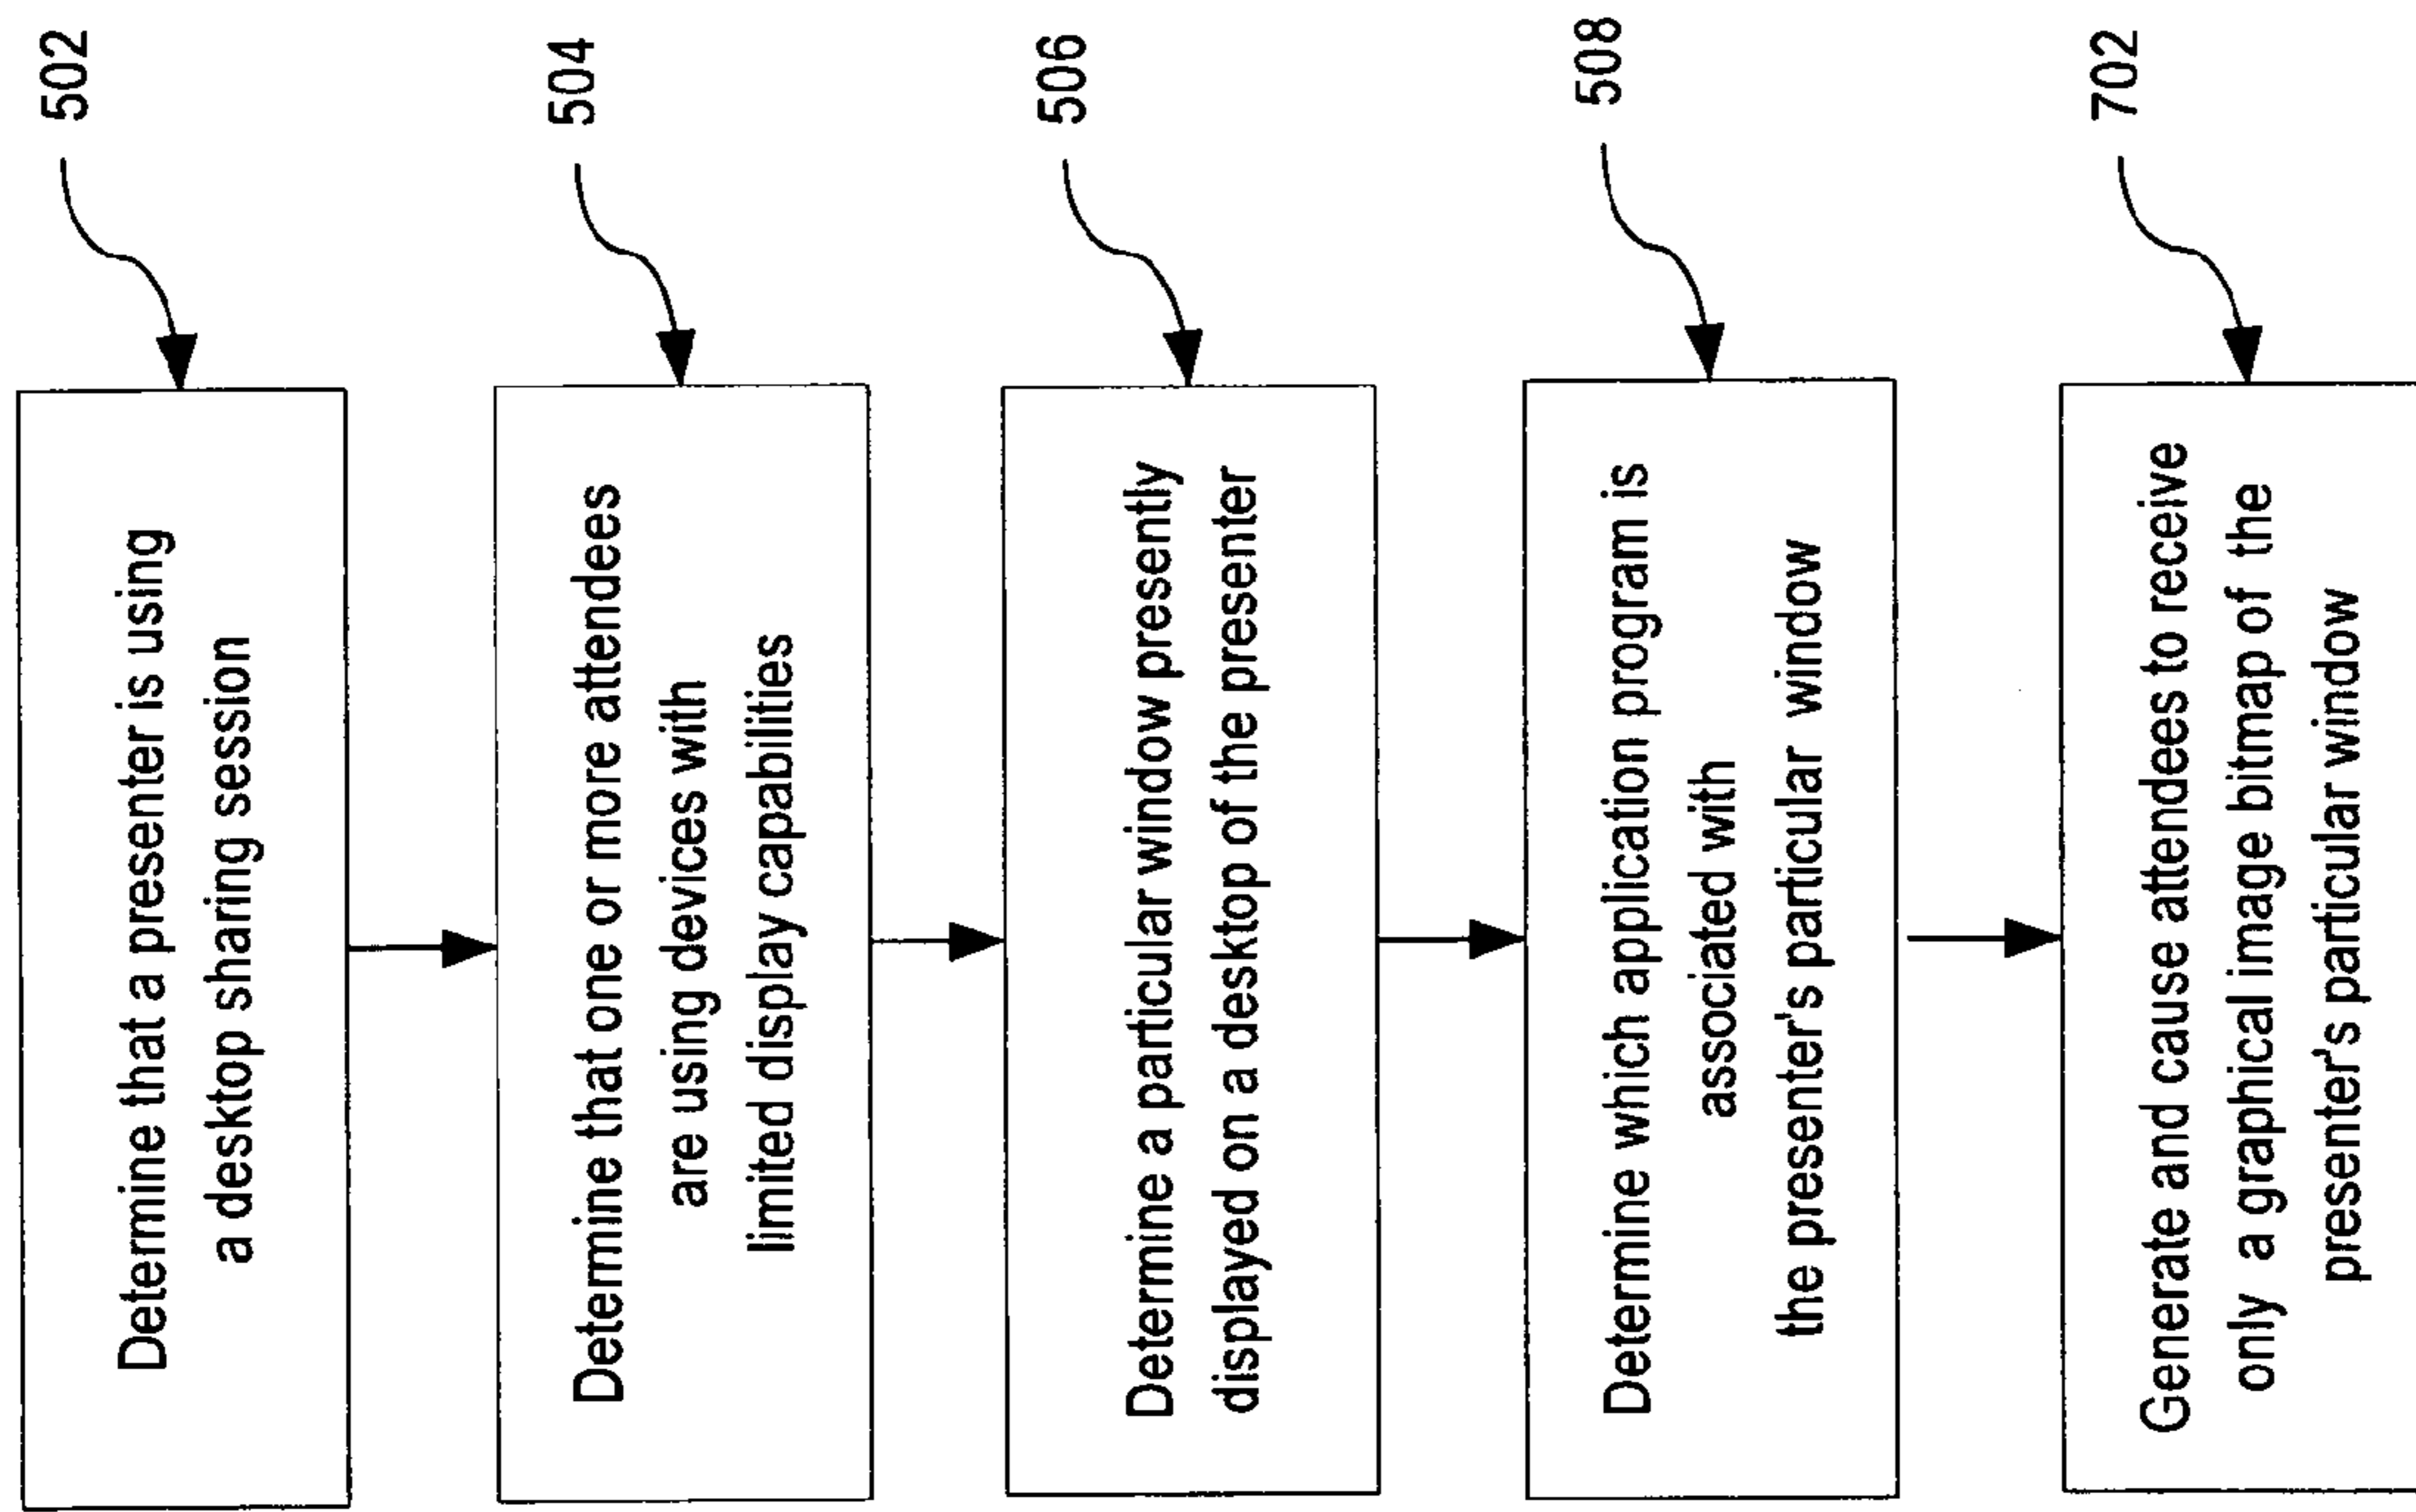 Determine that a presenter is using
a desktop sharing session
502
Determine that one or more attendees
are using devices with
limited display capabilities
504
Determine a particular window presently
displayed on a desktop of the presenter
506
Determine which application program is
associated with
the presenter's particular window
508
Generate and cause attendees to receive
only a graphical image bitmap of the
presenter's particular window
702